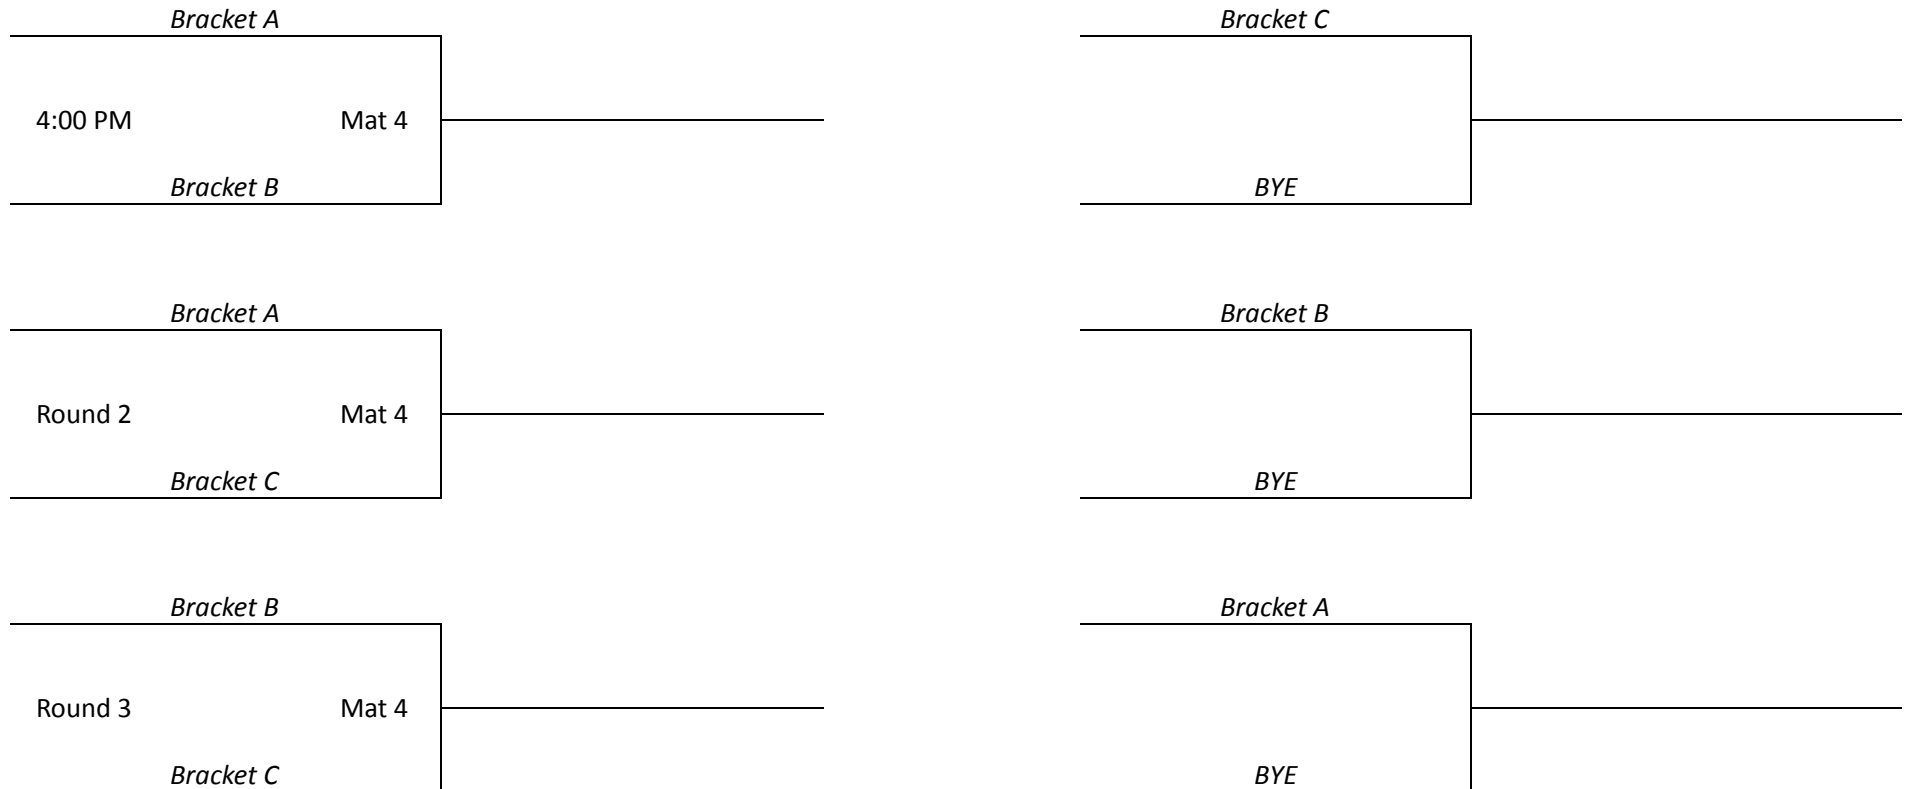 Bracket A
4:00 PM Mat 4
Bracket B
Bracket C
BYE
Bracket A
Round 2 Mat 4
Bracket C
Bracket B
BYE
Bracket B
Round 3 Mat 4
Bracket C
Bracket A
BYE